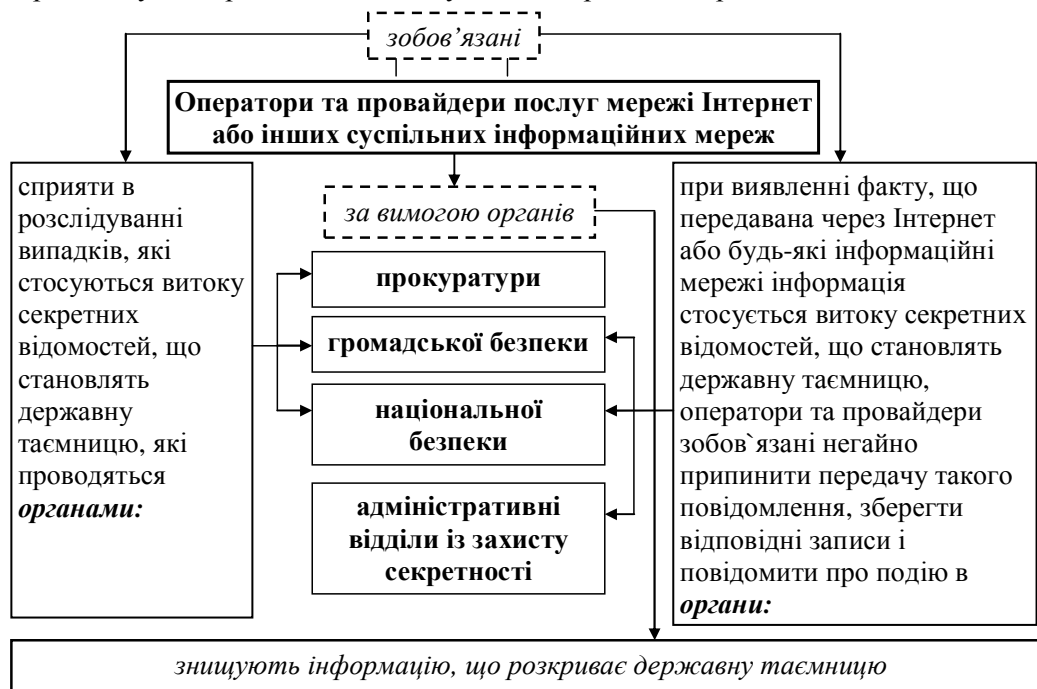 зобов’язані
Оператори та провайдери послуг мережі Інтернет
або інших суспільних інформаційних мереж
сприяти в
розслідуванні
випадків, які
стосуються витоку
секретних
відомостей, що
становлять
державну
таємницю, які
проводяться
органами:
за вимогою органів
прокуратури
громадської безпеки
національної
безпеки
адміністративні
відділи із захисту
секретності
при виявленні факту, що
передавана через Інтернет
або будь-які інформаційні
мережі інформація
стосується витоку секретних
відомостей, що становлять
державну таємницю,
оператори та провайдери
зобов`язані негайно
припинити передачу такого
повідомлення, зберегти
відповідні записи і
повідомити про подію в
органи:
знищують інформацію, що розкриває державну таємницю